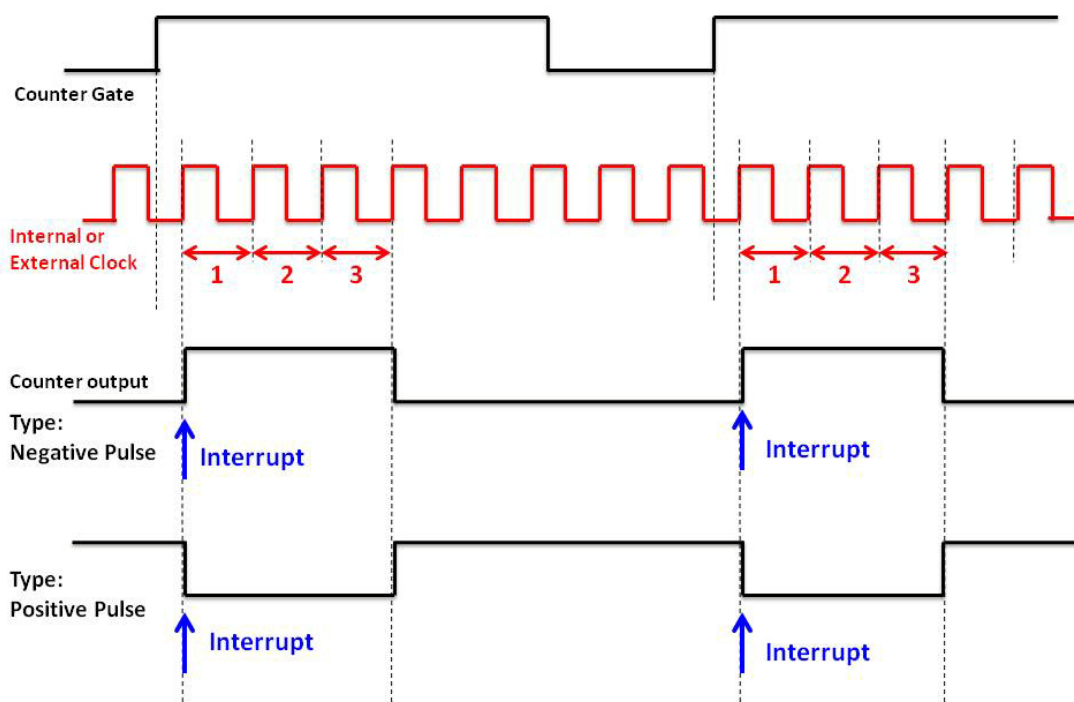 Counter Gate
Internal or
External Clock
1 2 3 1 2 3
Counter output
Type:
Negative Pulse
Interrupt Interrupt
Type:
Positive Pulse
Interrupt Interrupt